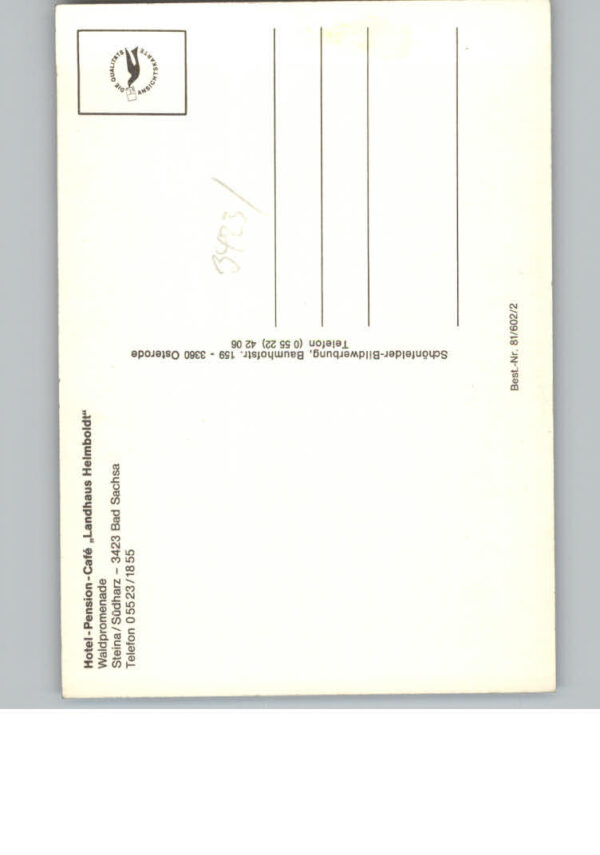 Hotel-Pension-Café „Landhaus Helmboldt"
Waldpromenade
Steina/Südharz – 3423 Bad Sachsa
Telefon 05523/1855
Schönfelder-Bildwerbung, Baumhofstr. 159 - 3360 Osterode
Telefon (0 55 22) 42 06
DIE QUALITÄTS
ANSICHTSKARTE
3423/
Best.-Nr. 81/602/2